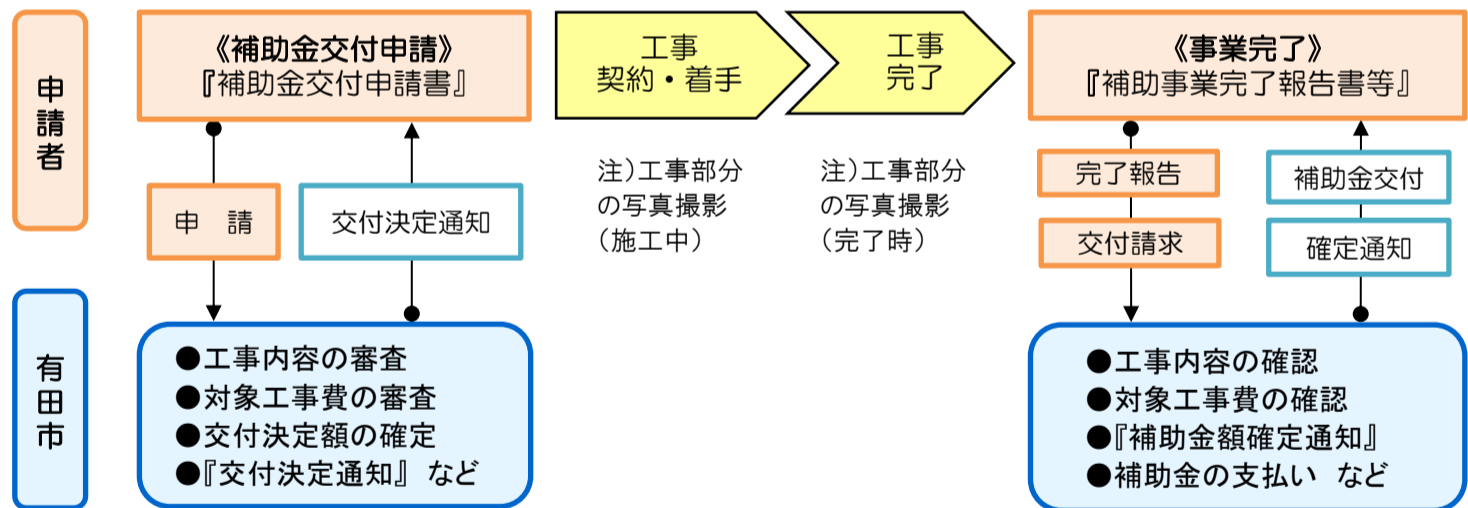 申請者
《補助金交付申請》
『補助金交付申請書』
工事
契約・着手
工事
完了
《事業完了》
『補助事業完了報告書等』
申　請
交付決定通知
注）工事部分
の写真撮影
（施工中）
注）工事部分
の写真撮影
（完了時）
完了報告
交付請求
補助金交付
確定通知
有田市
●工事内容の審査
●対象工事費の審査
●交付決定額の確定
●『交付決定通知』 など
●工事内容の確認
●対象工事費の確認
●『補助金額確定通知』
●補助金の支払い など